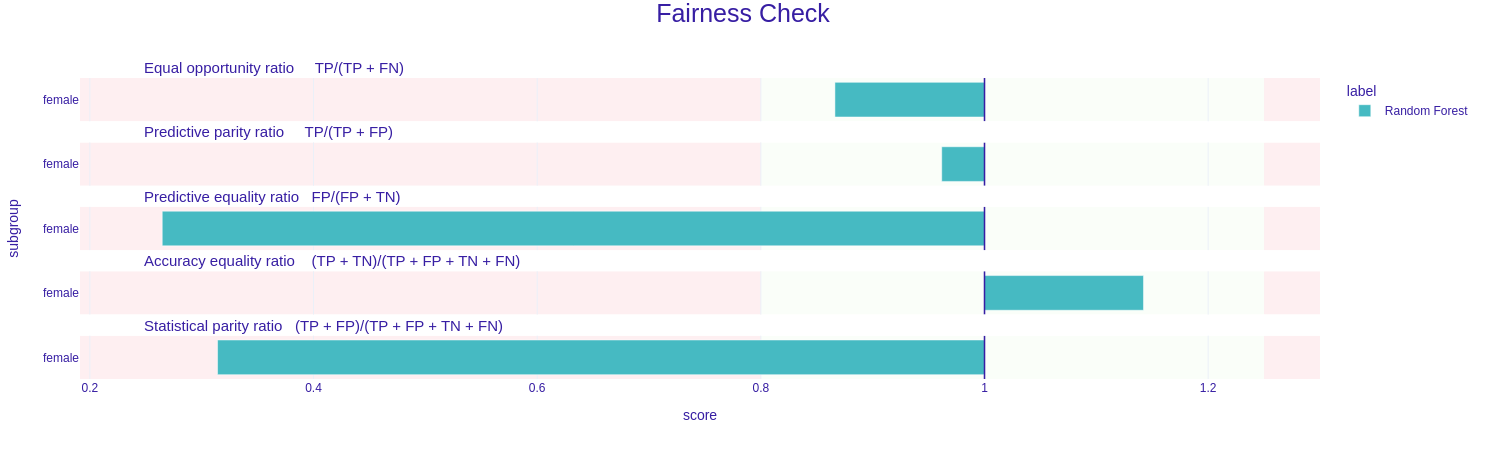 Fairness Check
Equal opportunity ratio TP/(TP + FN)
female
Predictive parity ratio TP/(TP + FP)
female
Predictive equality ratio FP/(FP + TN)
female
Accuracy equality ratio (TP + TN)/(TP + FP + TN + FN)
female
Statistical parity ratio (TP + FP)/(TP + FP + TN + FN)
female
subgroup
0.2 0.4 0.6 0.8 1 1.2
score
label
Random Forest